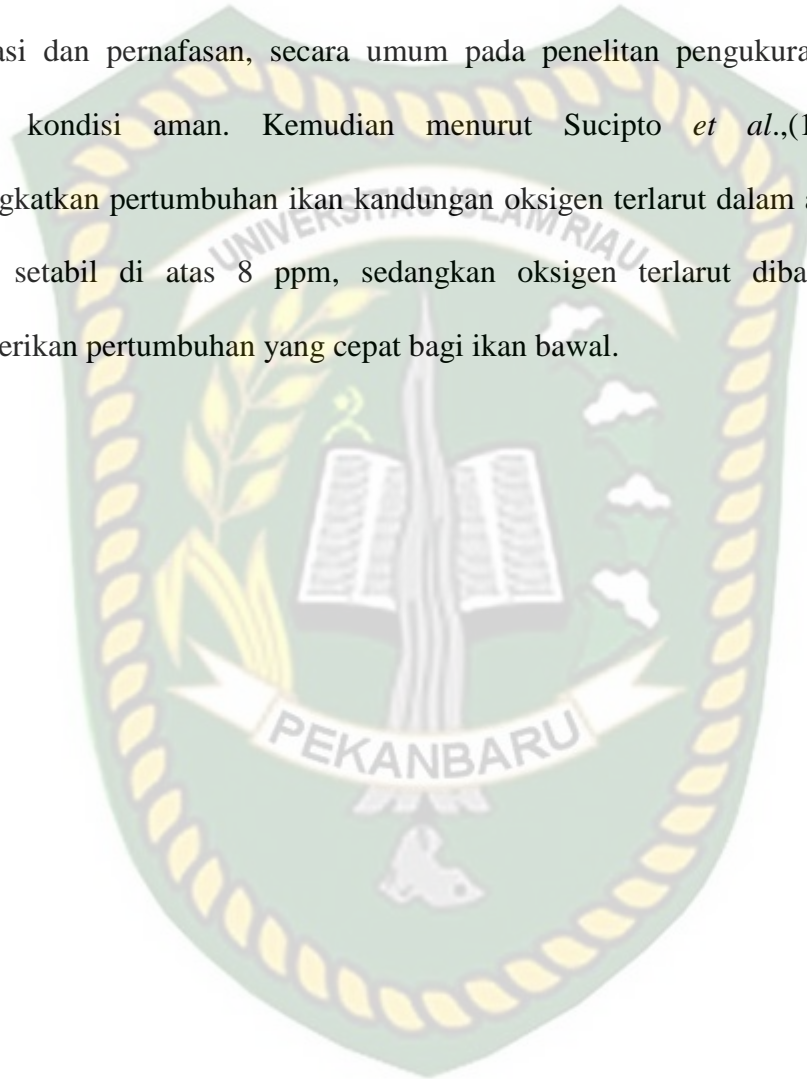 asi dan pernafasan, secara umum pada penelitan pengukura
kondisi aman. Kemudian menurut Sucipto et al.,(1
gkatkan pertumbuhan ikan kandungan oksigen terlarut dalam a
setabil di atas 8 ppm, sedangkan oksigen terlarut diba
erikan pertumbuhan yang cepat bagi ikan bawal.
UNIVERSITAS ISLAM RIAU
PEKANBARU